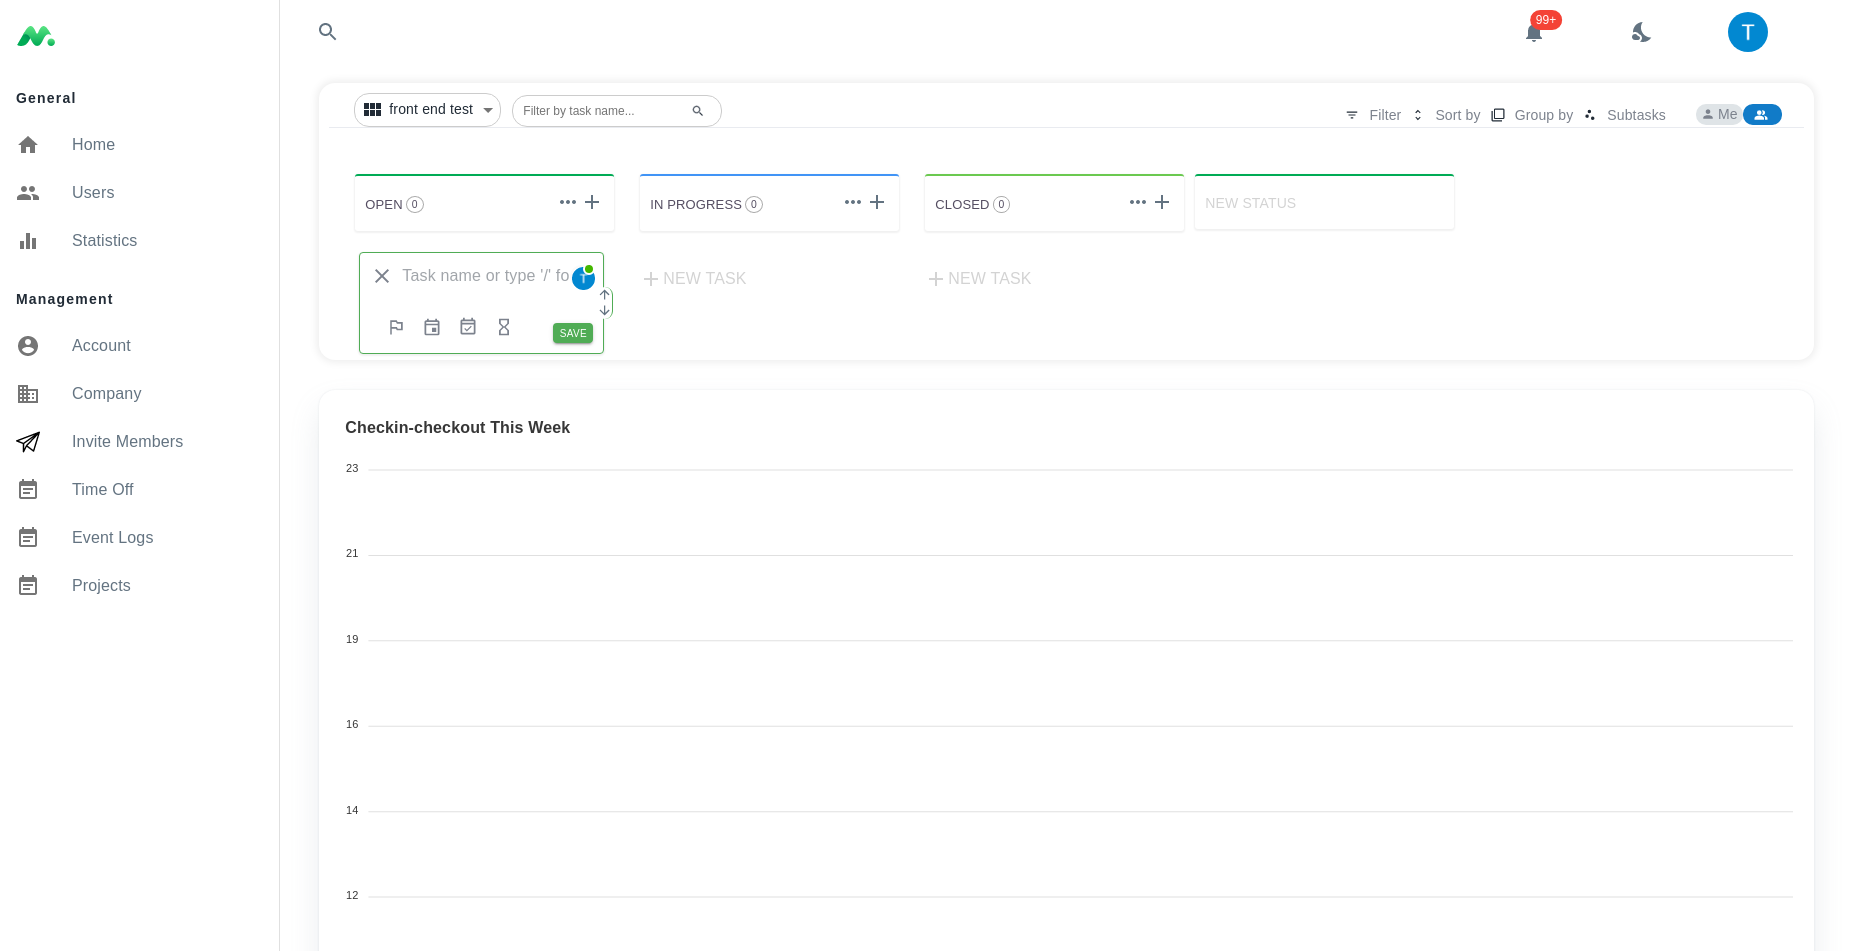 99+
T
General
Home
Users
Statistics
Management
Account
Company
Invite Members
Time Off
Event Logs
Projects
front end test
Filter by task name...
Filter
Sort by
Group by
Subtasks
Me
OPEN 0
IN PROGRESS 0
CLOSED 0
NEW STATUS
Task name or type '/' fo
T
SAVE
NEW TASK
NEW TASK
Checkin-checkout This Week
23
21
19
16
14
12